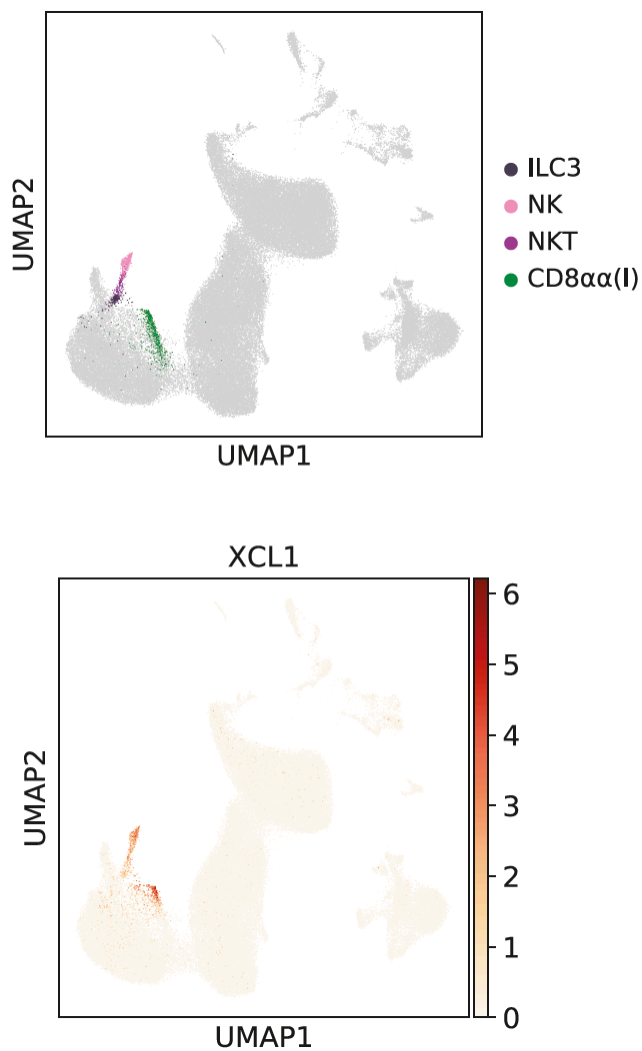 UMAP2
ILC3
NK
NKT
CD8αα(I)
UMAP1
XCL1
UMAP2
6
5
4
3
2
1
0
UMAP1